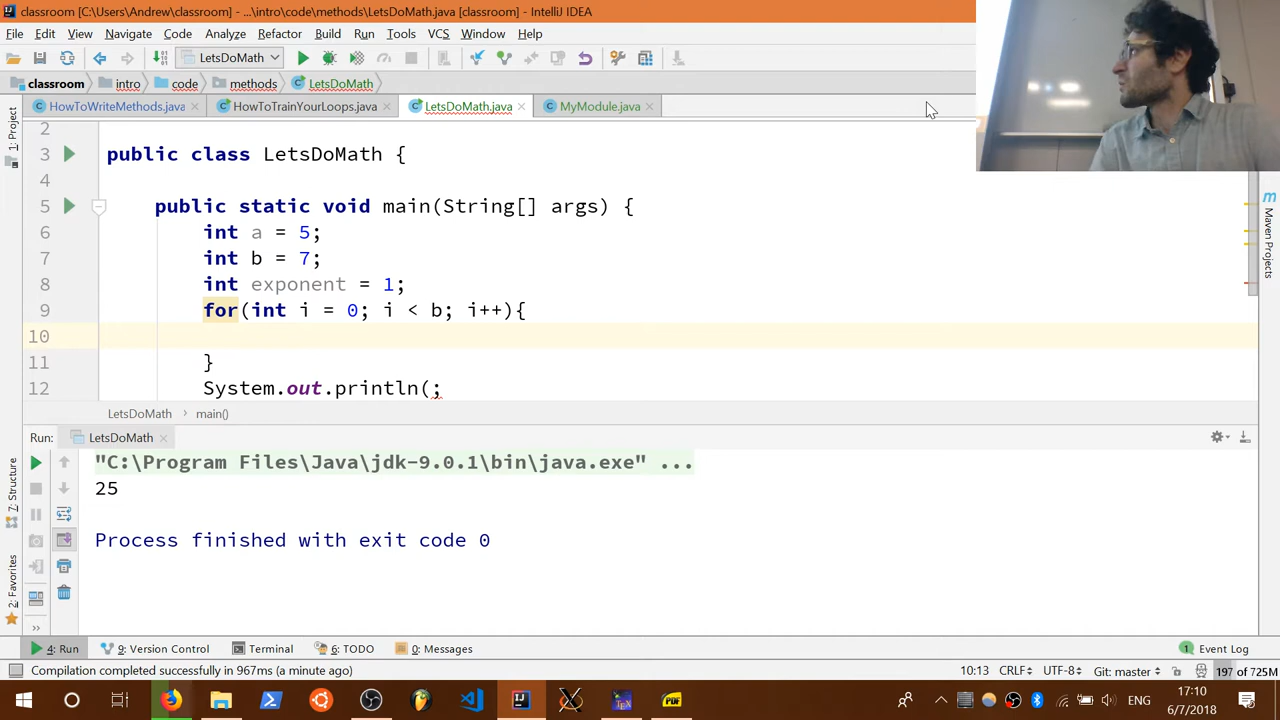 classroom [C:\Users\Andrew\classroom] - ...\intro\code\methods\LetsDoMath.java [classroom] - IntelliJ IDEA
File Edit View Navigate Code Analyze Refactor Build Run Tools VCS Window Help
LetsDoMath
classroom intro code methods LetsDoMath
HowToWriteMethods.java HowToTrainYourLoops.java LetsDoMath.java MyModule.java
1: Project
Maven Projects
2
3 public class LetsDoMath {
4
5 public static void main(String[] args) {
6 int a = 5;
7 int b = 7;
8 int exponent = 1;
9 for(int i = 0; i < b; i++){
10
11 }
12 System.out.println(;
LetsDoMath main()
Run: LetsDoMath
"C:\Program Files\Java\jdk-9.0.1\bin\java.exe" ...
25
Process finished with exit code 0
7: Structure
2: Favorites
4: Run 9: Version Control Terminal 6: TODO 0: Messages 1 Event Log
Compilation completed successfully in 967ms (a minute ago) 10:13 CRLF UTF-8 Git: master 197 of 725M
ENG 17:10
6/7/2018